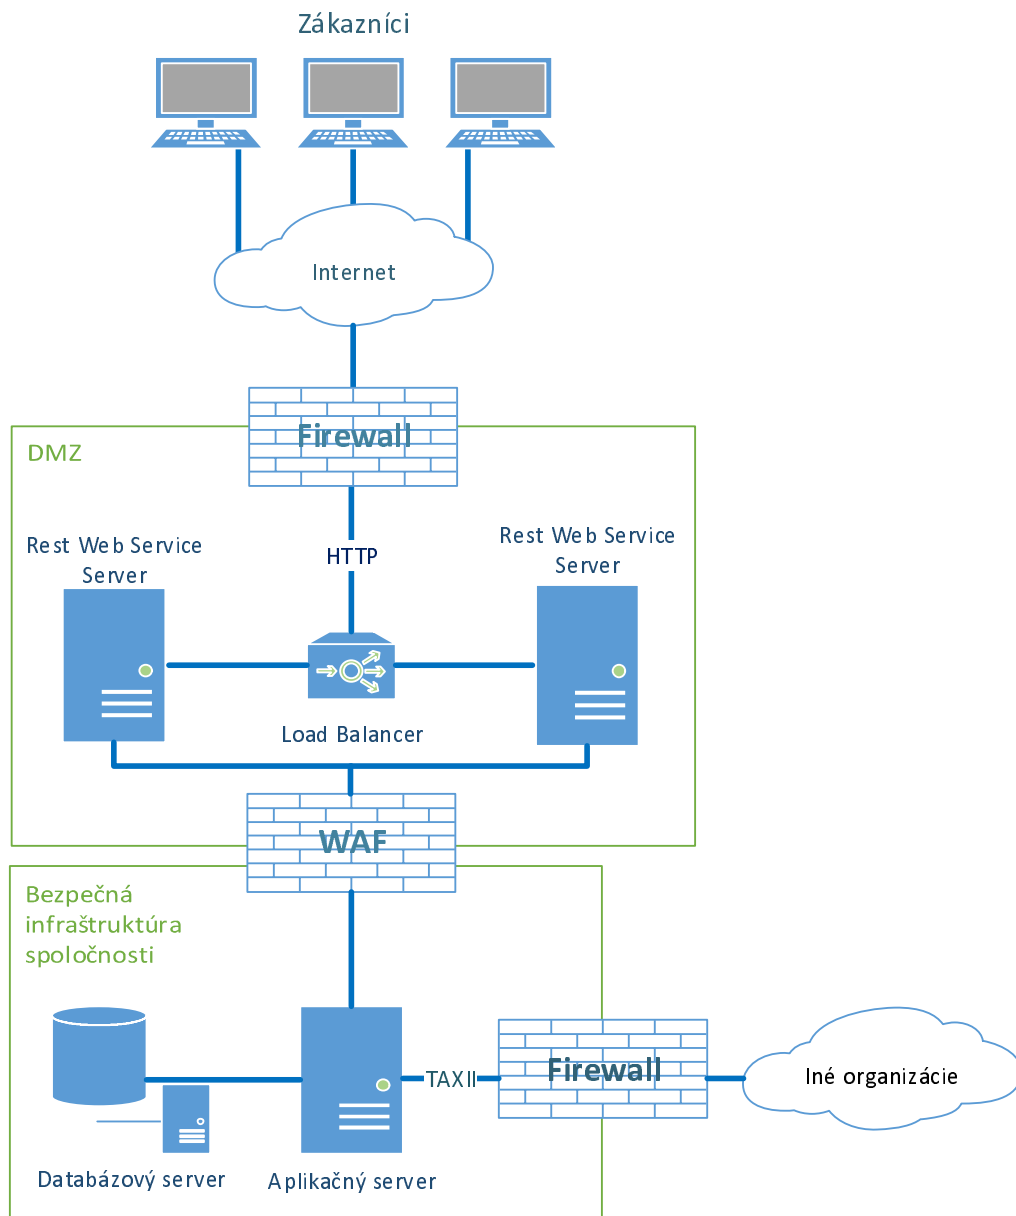 Zákazníci
Internet
Firewall
DMZ
Rest Web Service
Server
Rest Web Service
Server
HTTP
Load Balancer
WAF
Bezpečná
infraštruktúra
spoločnosti
TAXII
Firewall
Iné organizácie
Databázový server
Aplikačný server